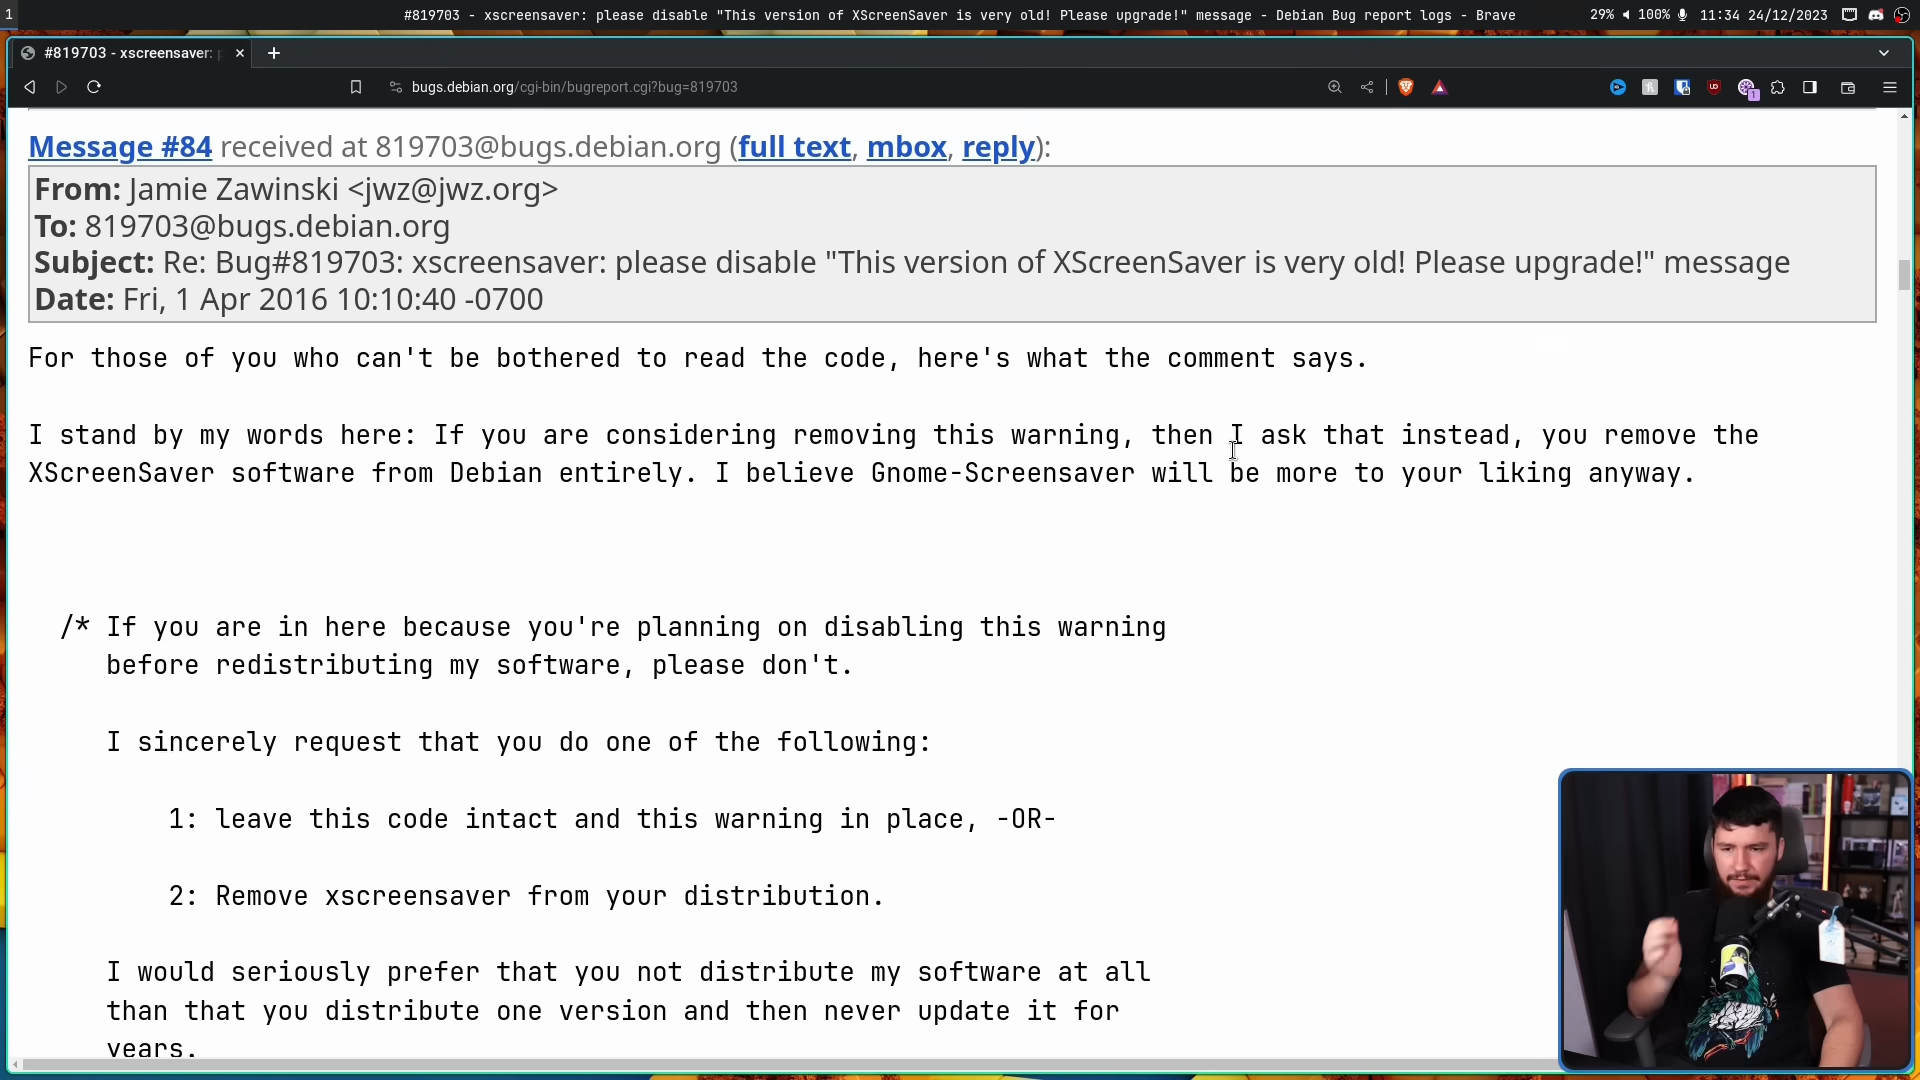 1
#819703 - xscreensaver: please disable "This version of XScreenSaver is very old! Please upgrade!" message - Debian Bug report logs - Brave
29% 100% 11:34 24/12/2023
#819703 - xscreensaver:
bugs.debian.org/cgi-bin/bugreport.cgi?bug=819703
1
Message #84 received at 819703@bugs.debian.org (full text, mbox, reply):
From: Jamie Zawinski <jwz@jwz.org>
To: 819703@bugs.debian.org
Subject: Re: Bug#819703: xscreensaver: please disable "This version of XScreenSaver is very old! Please upgrade!" message
Date: Fri, 1 Apr 2016 10:10:40 -0700
For those of you who can't be bothered to read the code, here's what the comment says.
I stand by my words here: If you are considering removing this warning, then I ask that instead, you remove the
XScreenSaver software from Debian entirely. I believe Gnome-Screensaver will be more to your liking anyway.
/* If you are in here because you're planning on disabling this warning
before redistributing my software, please don't.
I sincerely request that you do one of the following:
1: leave this code intact and this warning in place, -OR-
2: Remove xscreensaver from your distribution.
I would seriously prefer that you not distribute my software at all
than that you distribute one version and then never update it for
years.